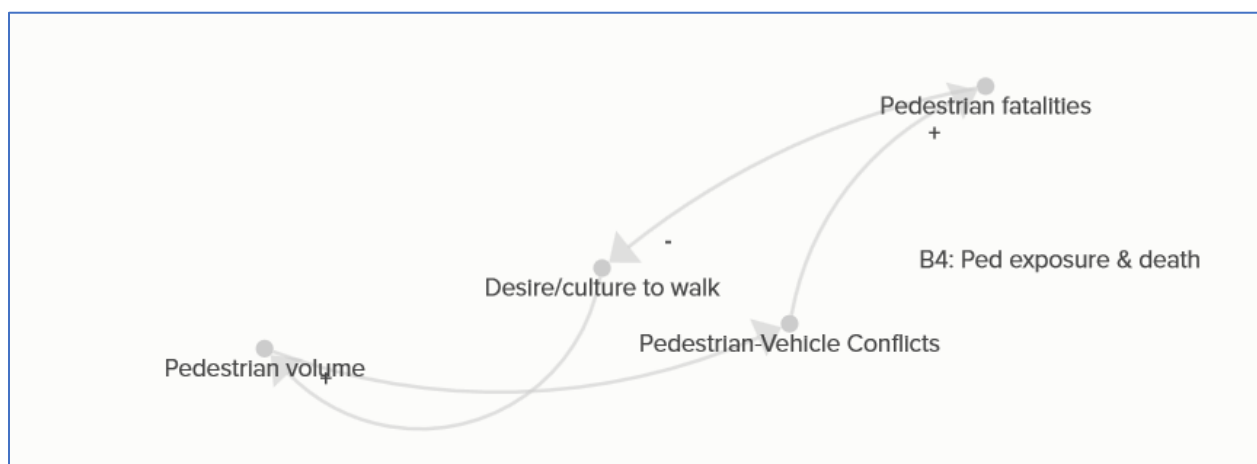 Pedestrian fatalities
+
-
B4: Ped exposure & death
Desire/culture to walk
Pedestrian-Vehicle Conflicts
Pedestrian volume
+